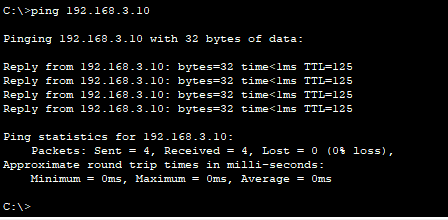 C:\>ping 192.168.3.10
Pinging 192.168.3.10 with 32 bytes of data:
Reply from 192.168.3.10: bytes=32 time<1ms TTL=125
Reply from 192.168.3.10: bytes=32 time<1ms TTL=125
Reply from 192.168.3.10: bytes=32 time<1ms TTL=125
Reply from 192.168.3.10: bytes=32 time<1ms TTL=125
Ping statistics for 192.168.3.10:
    Packets: Sent = 4, Received = 4, Lost = 0 (0% loss),
Approximate round trip times in milli-seconds:
    Minimum = 0ms, Maximum = 0ms, Average = 0ms
C:\>